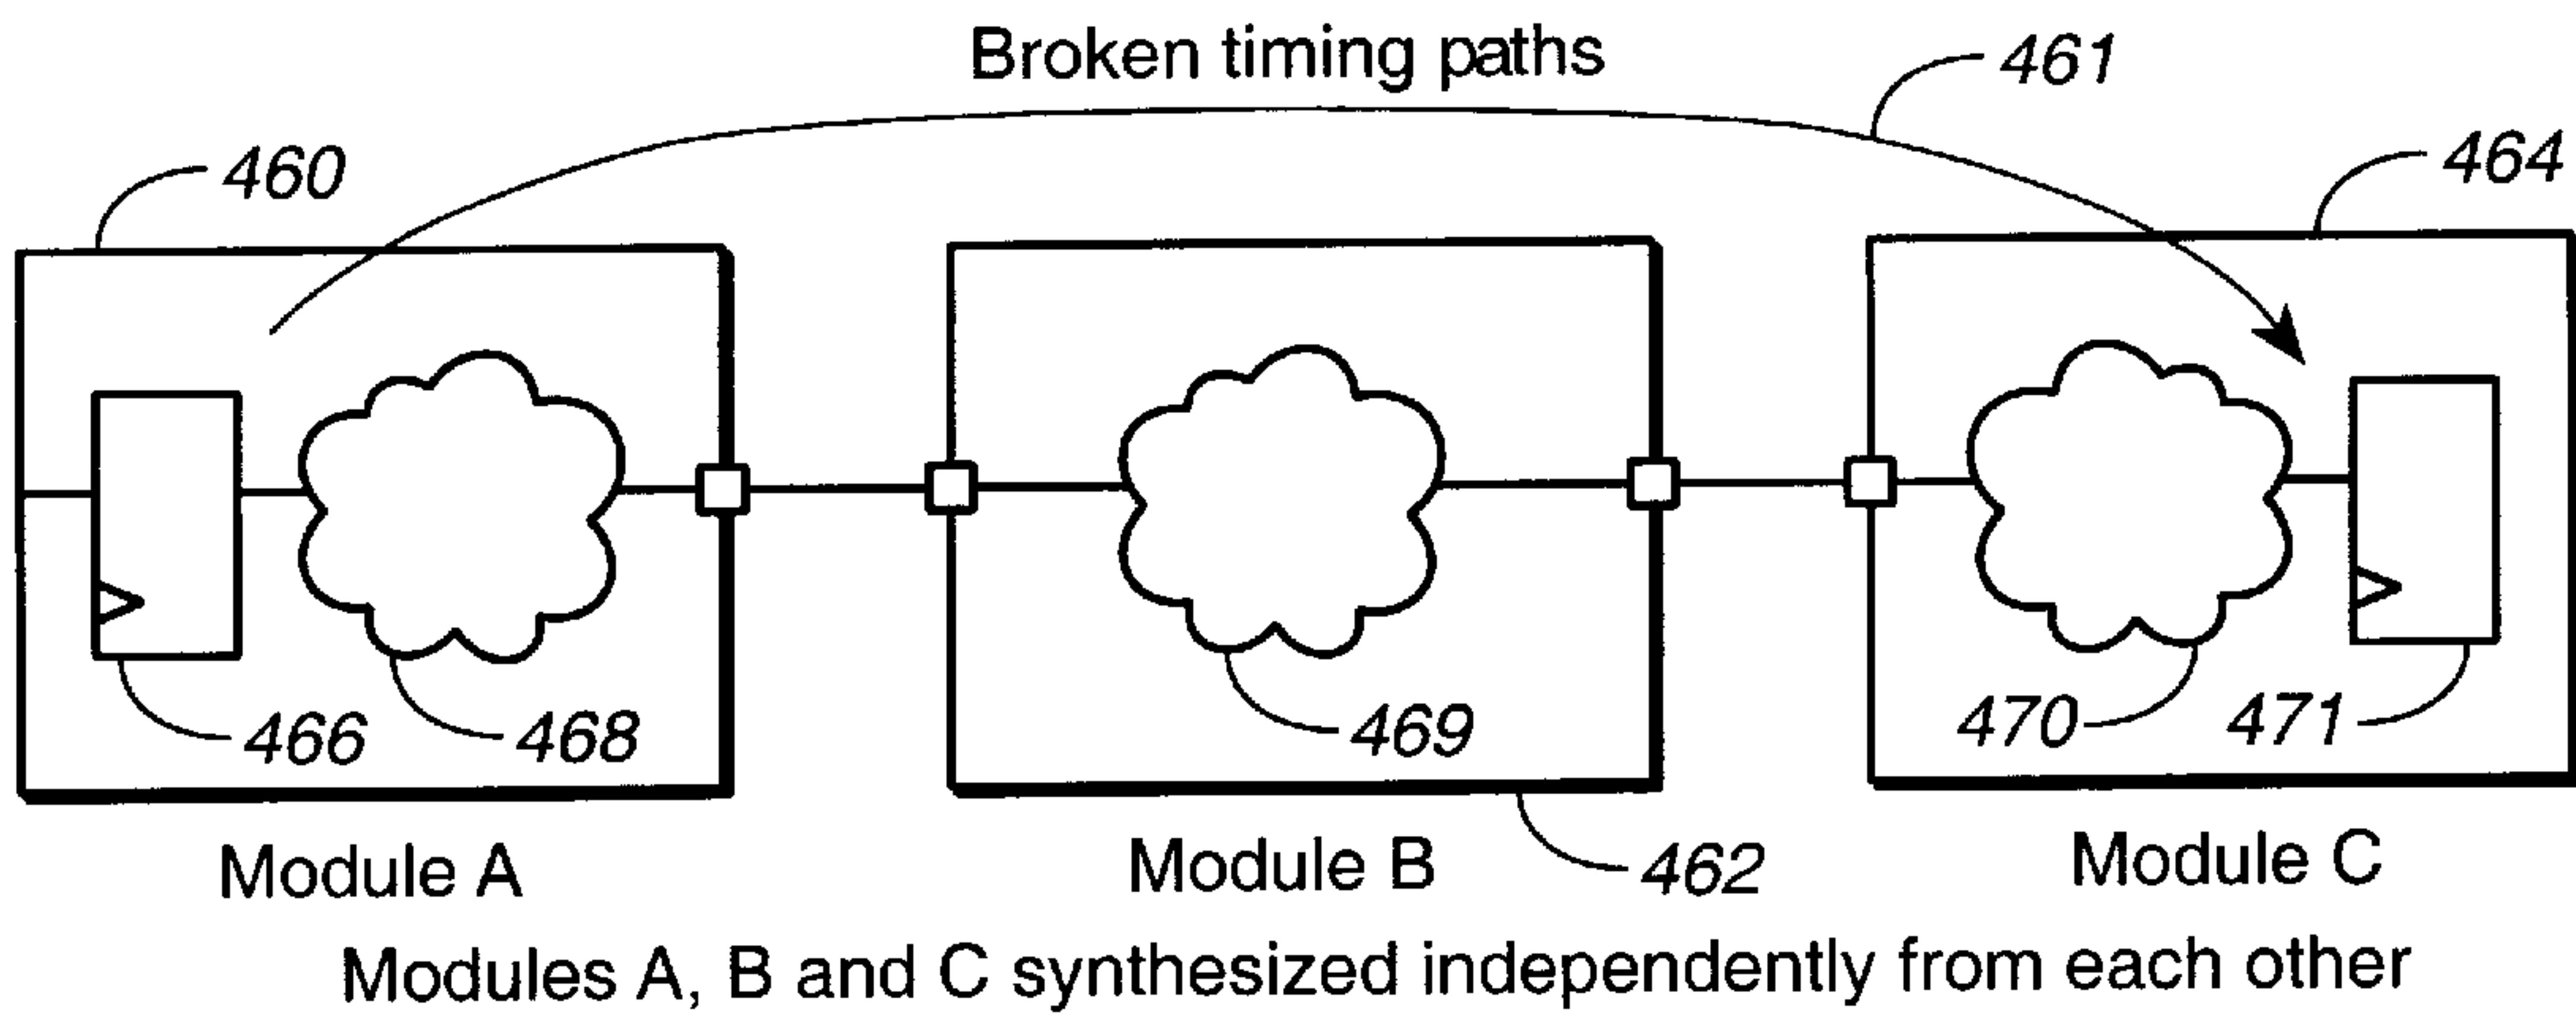 Broken timing paths
461
460
464
466
468
469
470
471
462
Module A
Module B
Module C
Modules A, B and C synthesized independently from each other